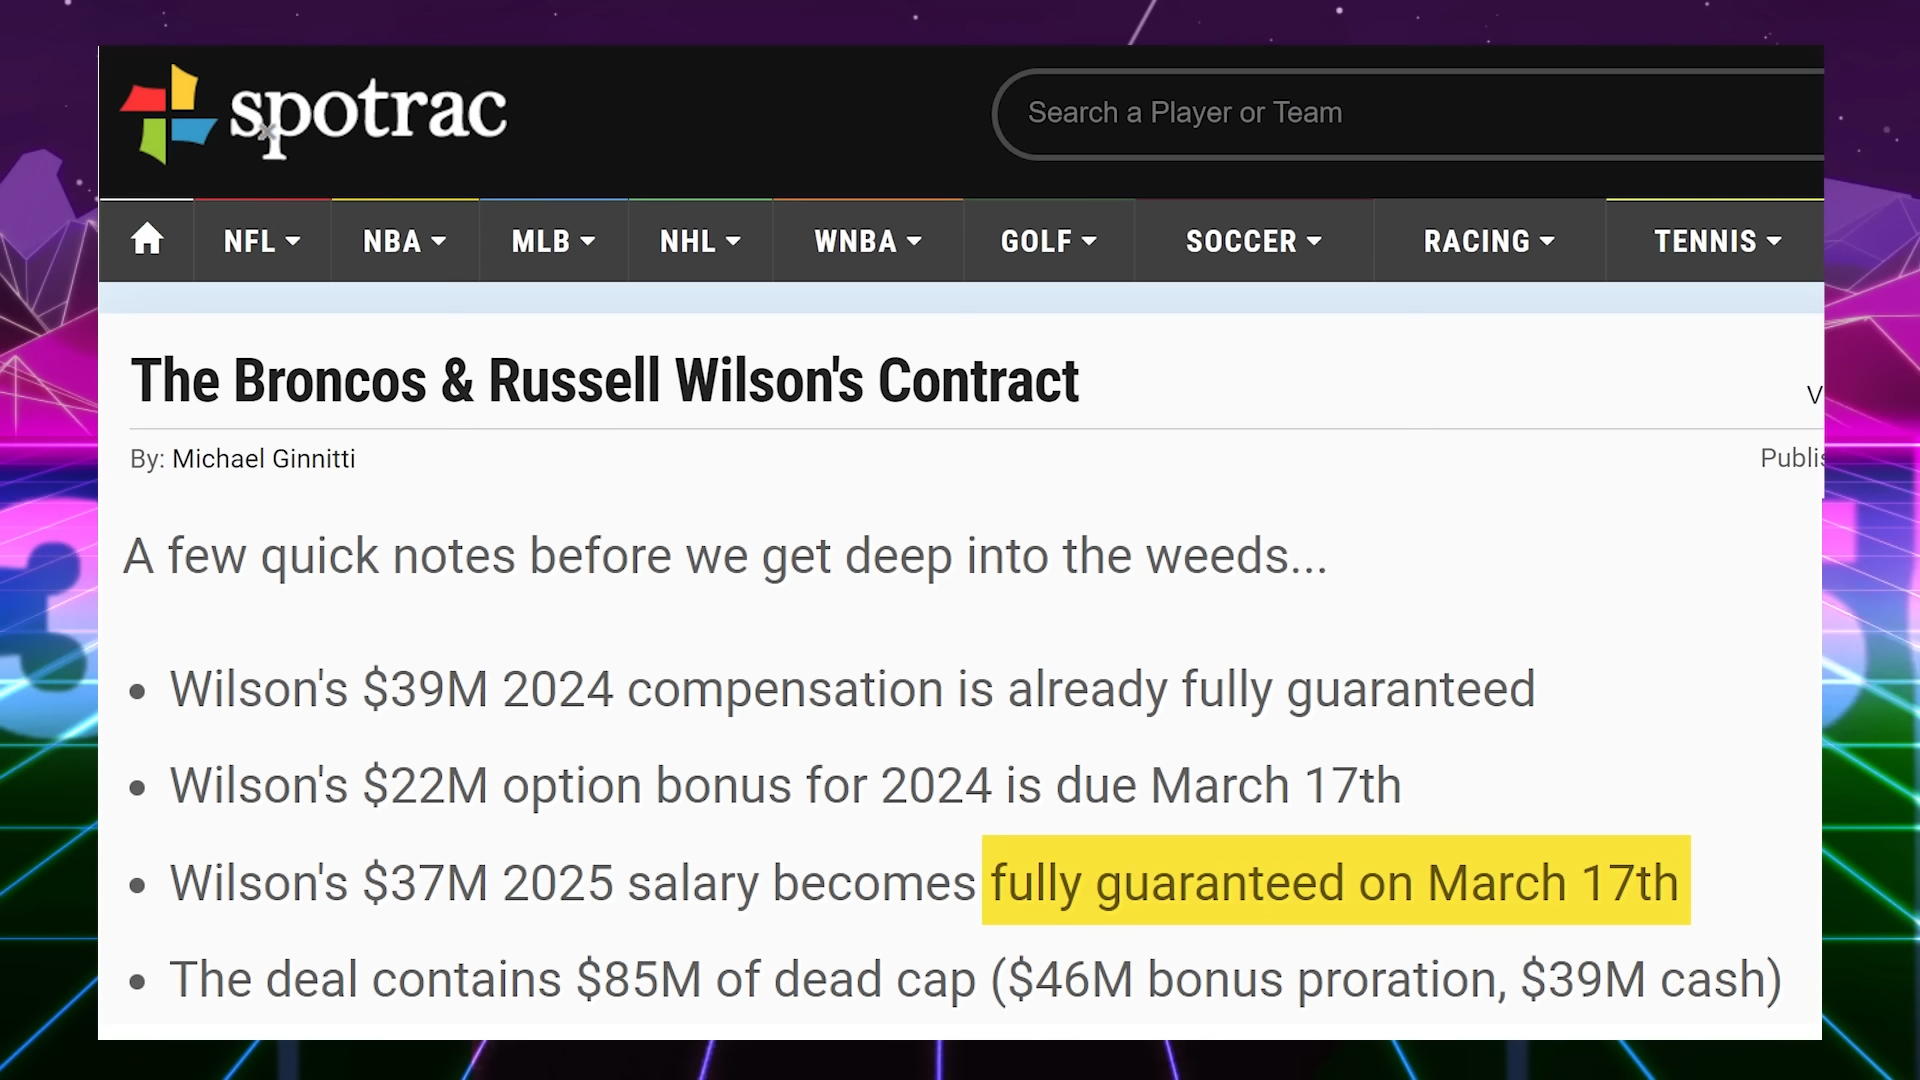 spotrac
Search a Player or Team
NFL NBA MLB NHL WNBA GOLF SOCCER RACING TENNIS
The Broncos & Russell Wilson's Contract
V
By: Michael Ginnitti
Publis
A few quick notes before we get deep into the weeds...
• Wilson's $39M 2024 compensation is already fully guaranteed
• Wilson's $22M option bonus for 2024 is due March 17th
• Wilson's $37M 2025 salary becomes fully guaranteed on March 17th
• The deal contains $85M of dead cap ($46M bonus proration, $39M cash)